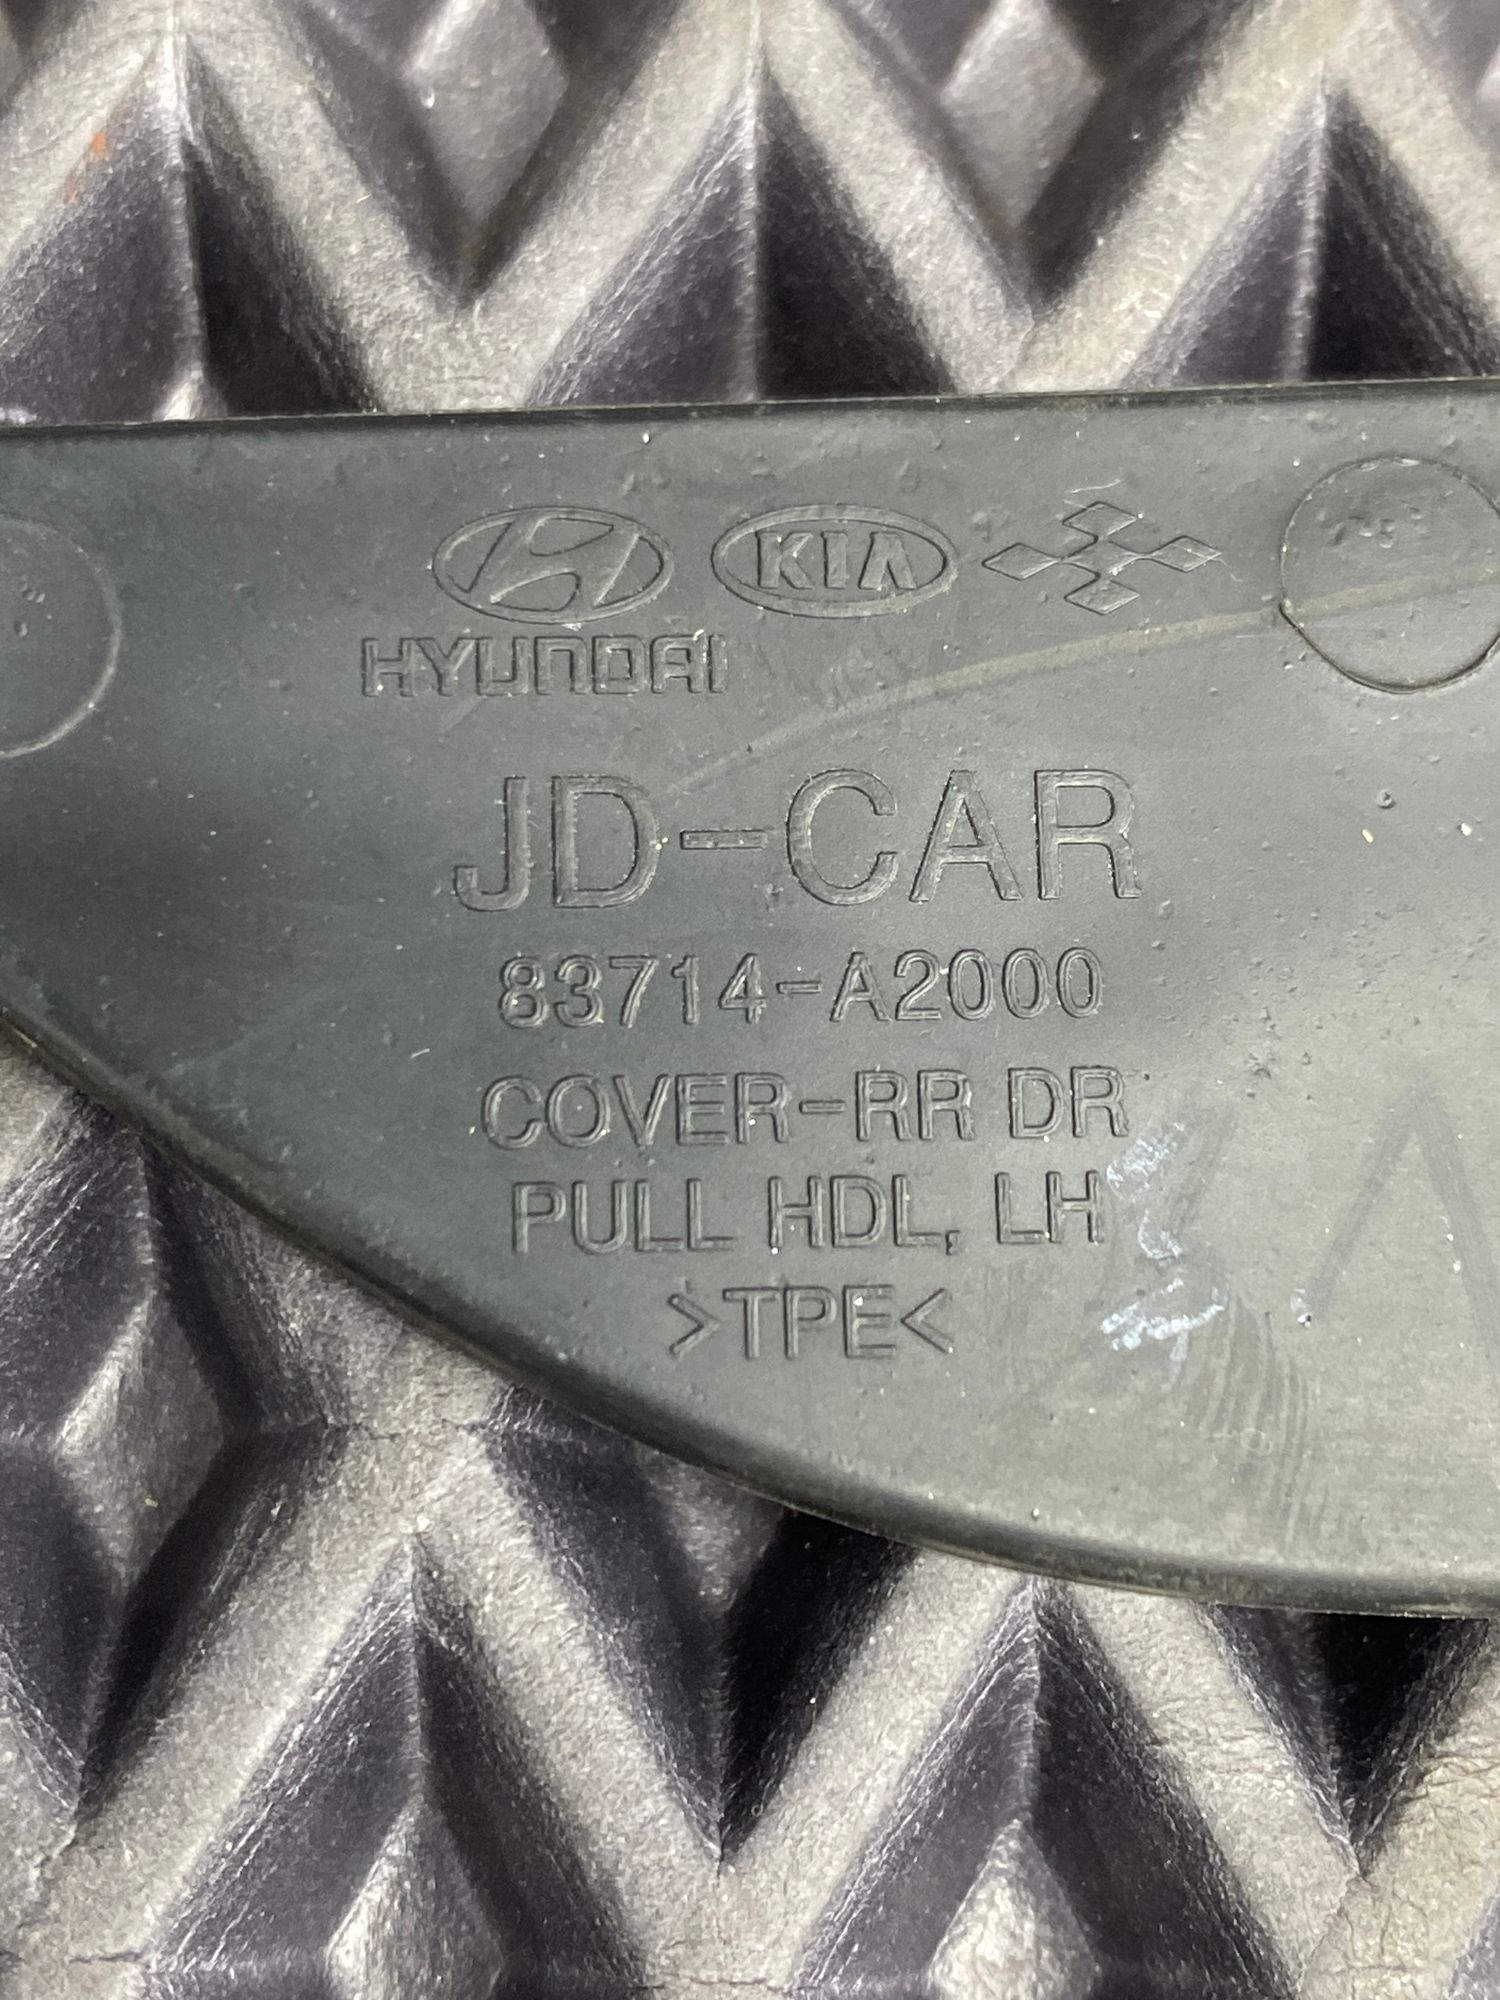 KIA
HYUNDAI
JD-CAR
83714-A2000
COVER-RR DR
PULL HDL, LH
>TPE<